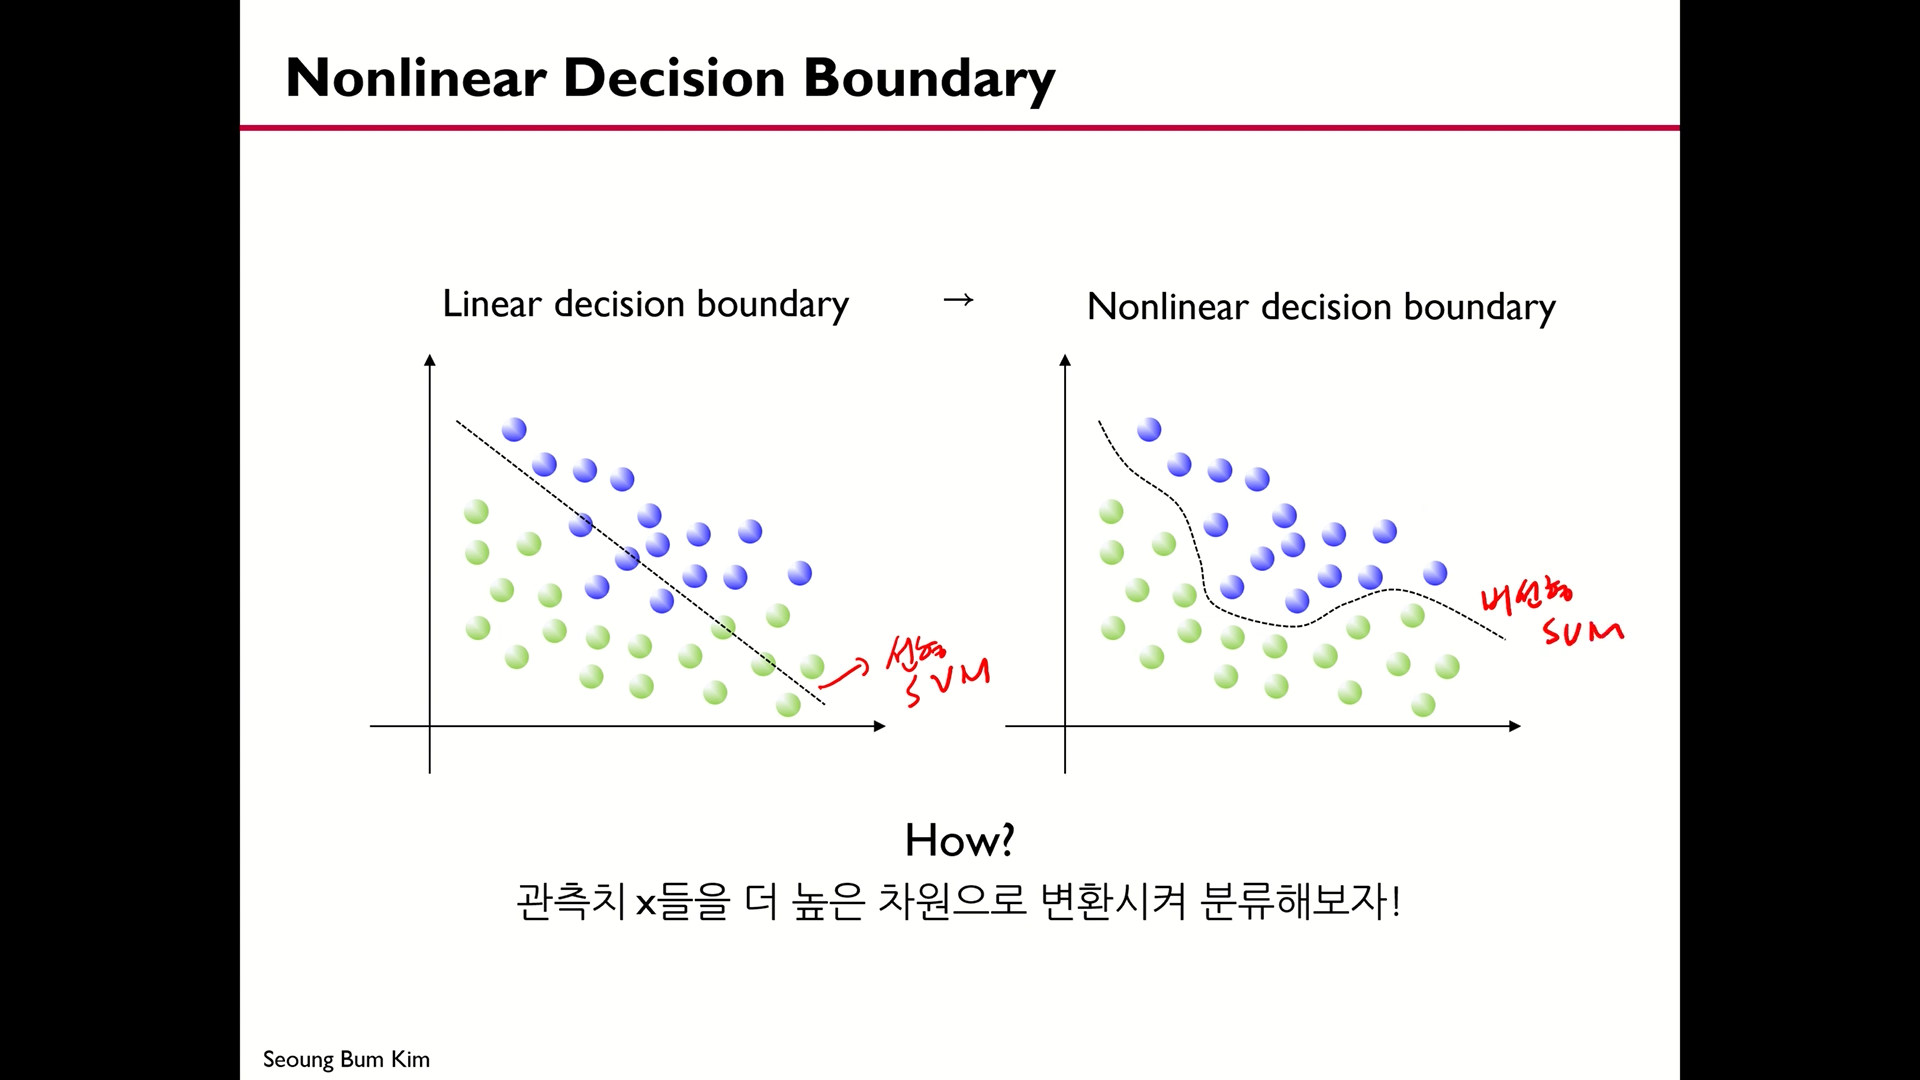 Nonlinear Decision Boundary
Linear decision boundary → Nonlinear decision boundary
선형
SVM
비선형
SVM
How?
관측치 x들을 더 높은 차원으로 변환시켜 분류해보자!
Seoung Bum Kim